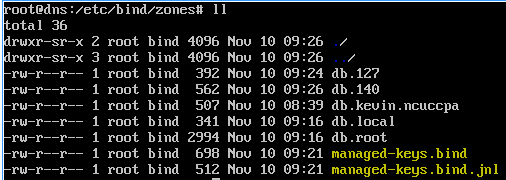 root@dns:/etc/bind/zones# ll
total 36
drwxr-sr-x 2 root bind 4096 Nov 10 09:26 ./
drwxr-sr-x 3 root bind 4096 Nov 10 09:26 ../
-rw-r--r-- 1 root bind  392 Nov 10 09:24 db.127
-rw-r--r-- 1 root bind  562 Nov 10 09:26 db.140
-rw-r--r-- 1 root bind  507 Nov 10 08:39 db.kevin.ncuccpa
-rw-r--r-- 1 root bind  341 Nov 10 09:16 db.local
-rw-r--r-- 1 root bind 2994 Nov 10 09:16 db.root
-rw-r--r-- 1 root bind  698 Nov 10 09:21 managed-keys.bind
-rw-r--r-- 1 root bind  512 Nov 10 09:21 managed-keys.bind.jnl